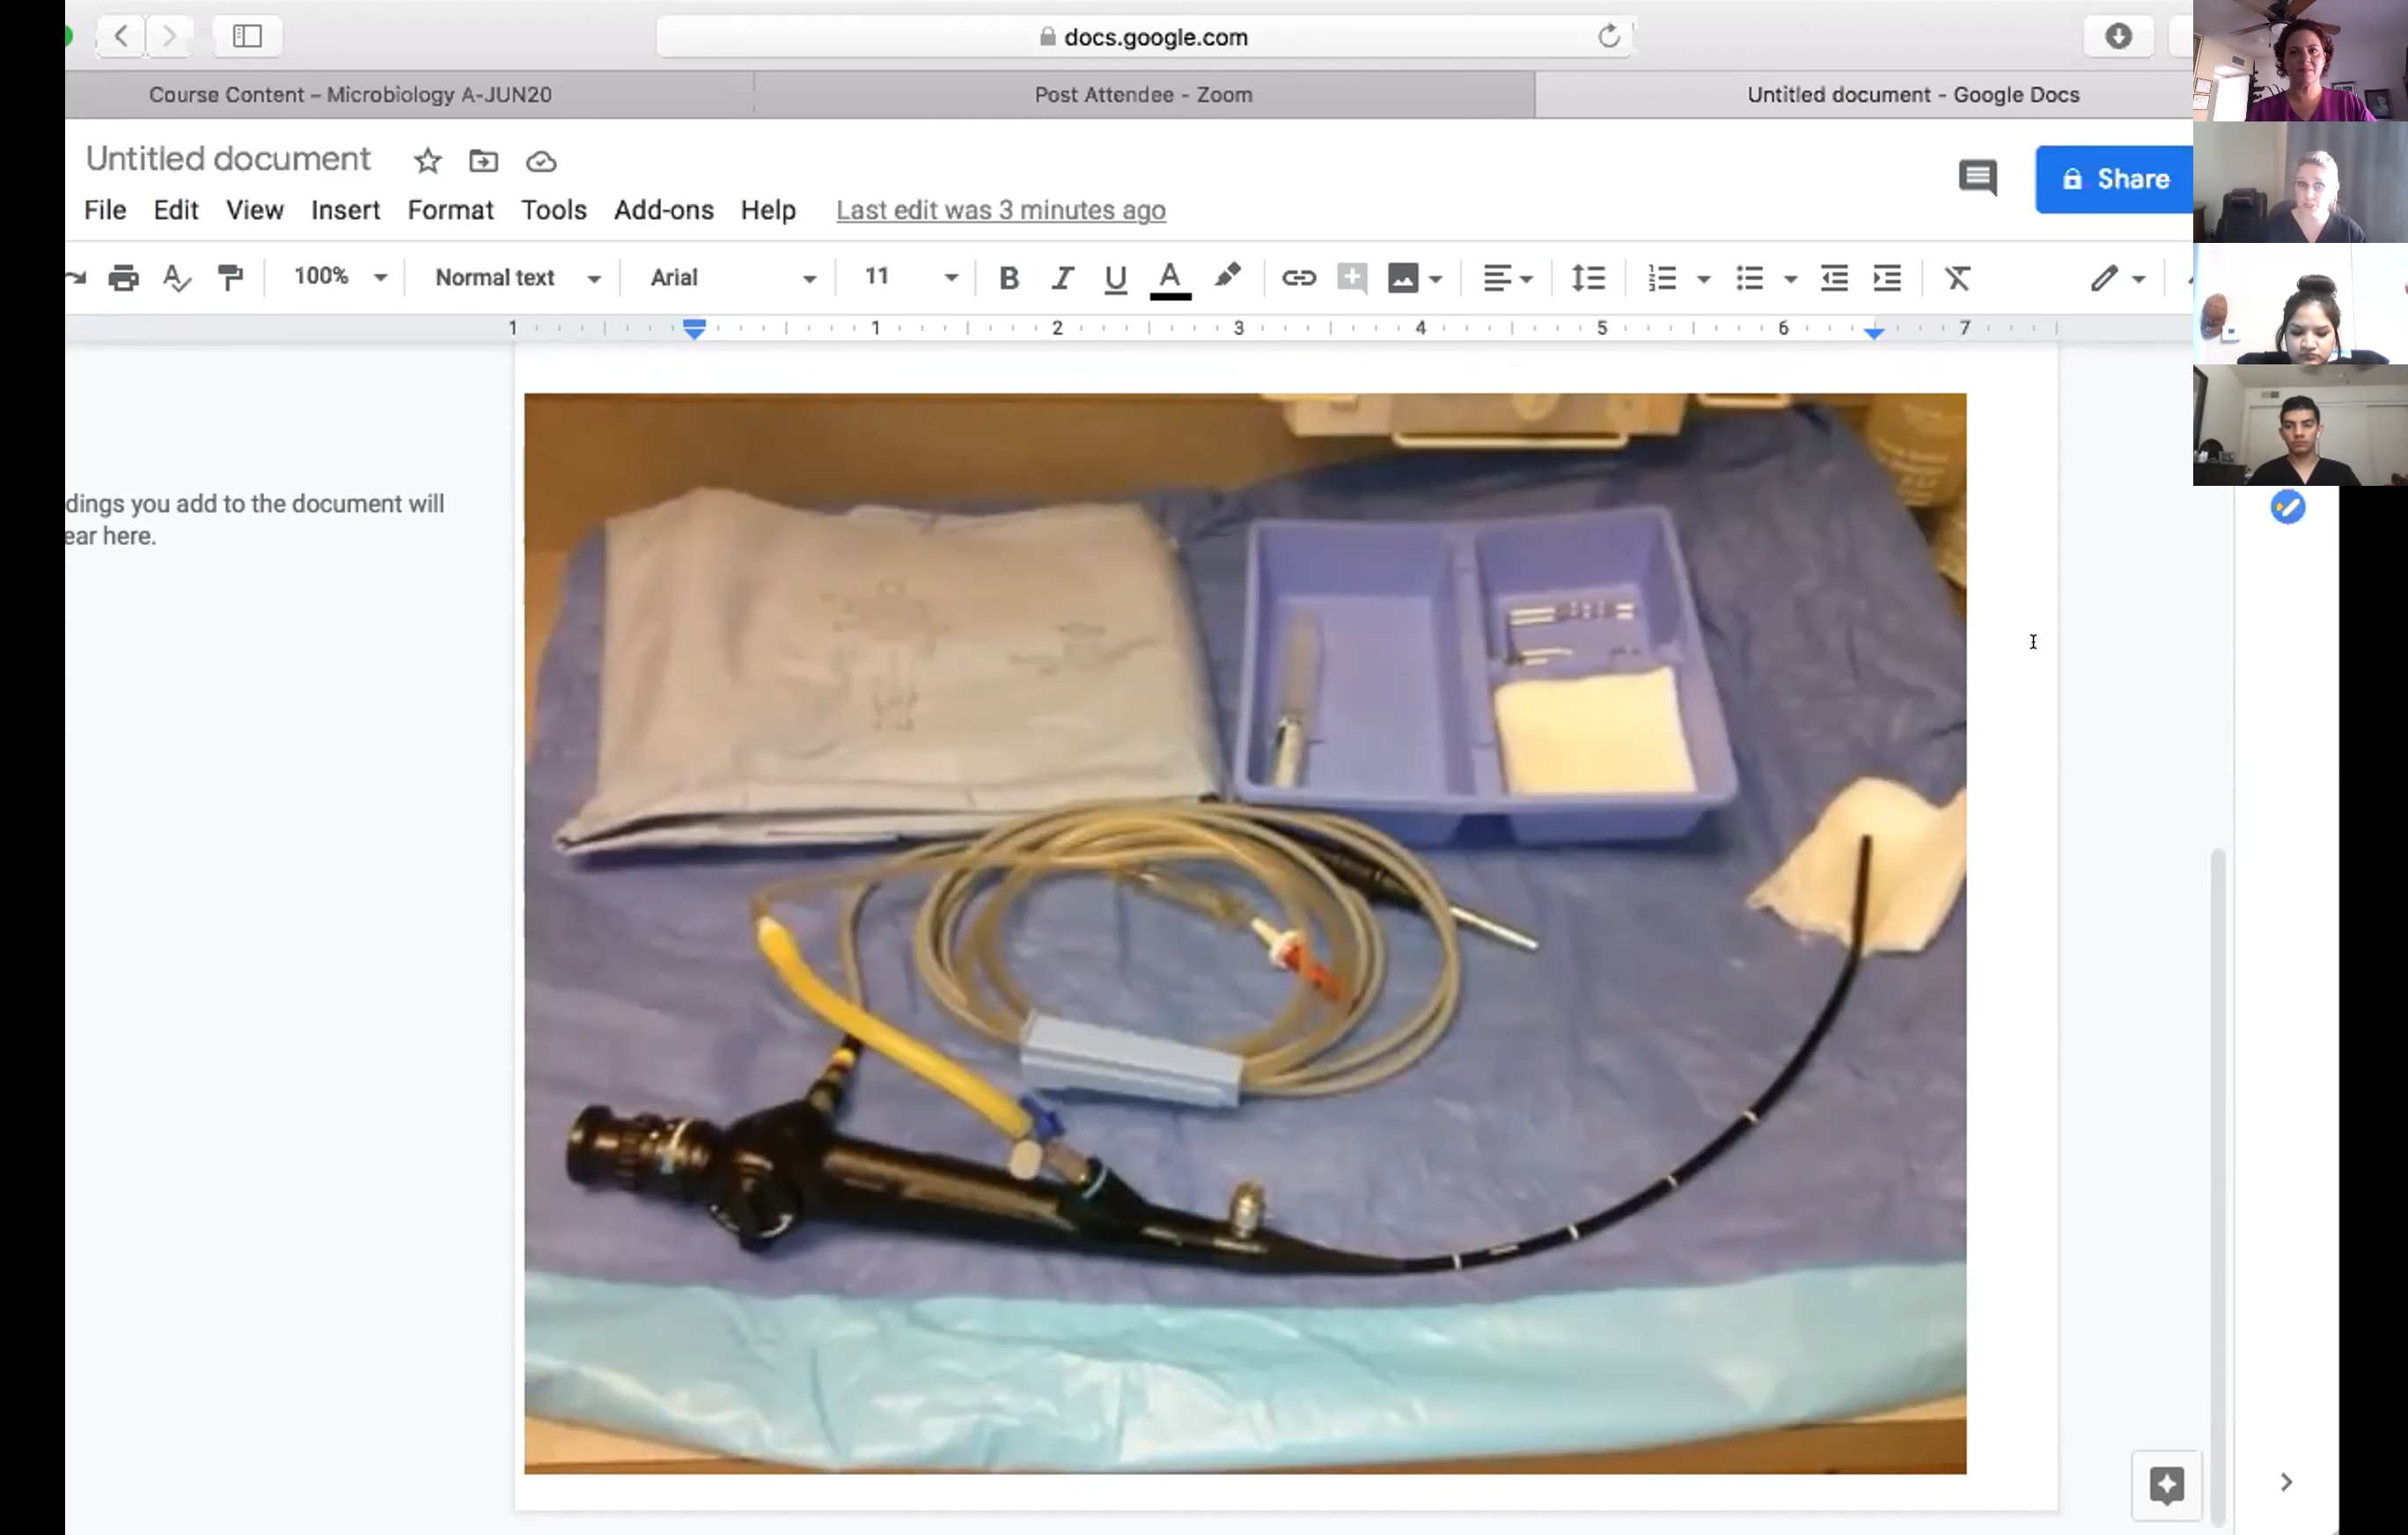 docs.google.com
Course Content – Microbiology A-JUN20
Post Attendee - Zoom
Untitled document - Google Docs
Untitled document
Share
File Edit View Insert Format Tools Add-ons Help Last edit was 3 minutes ago
100% Normal text Arial 11 B I U A
1 1 2 3 4 5 6 7
dings you add to the document will
ear here.